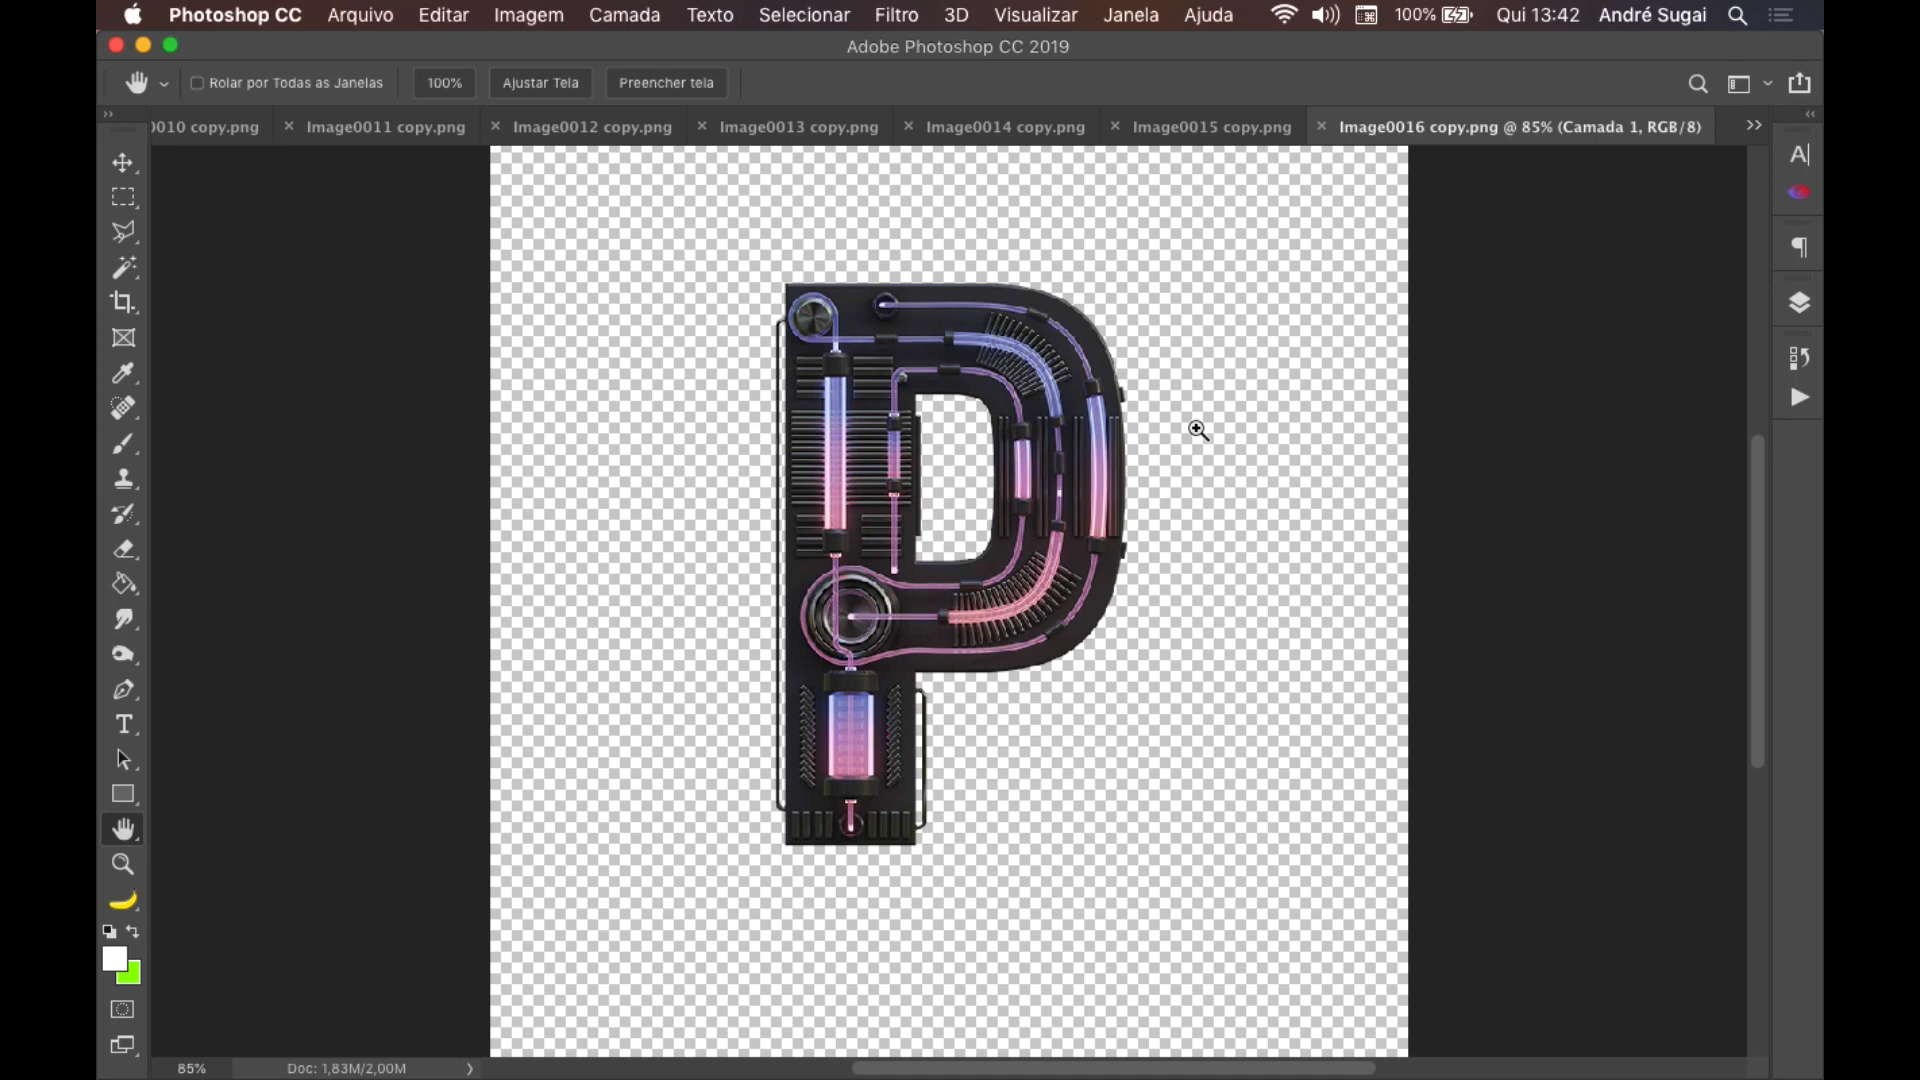 Photoshop CC Arquivo Editar Imagem Camada Texto Selecionar Filtro 3D Visualizar Janela Ajuda 100% Qui 13:42 André Sugai
Adobe Photoshop CC 2019
Rolar por Todas as Janelas 100% Ajustar Tela Preencher tela
0010 copy.png × Image0011 copy.png × Image0012 copy.png × Image0013 copy.png × Image0014 copy.png × Image0015 copy.png × Image0016 copy.png @ 85% (Camada 1, RGB/8)
P
85% Doc: 1,83M/2,00M